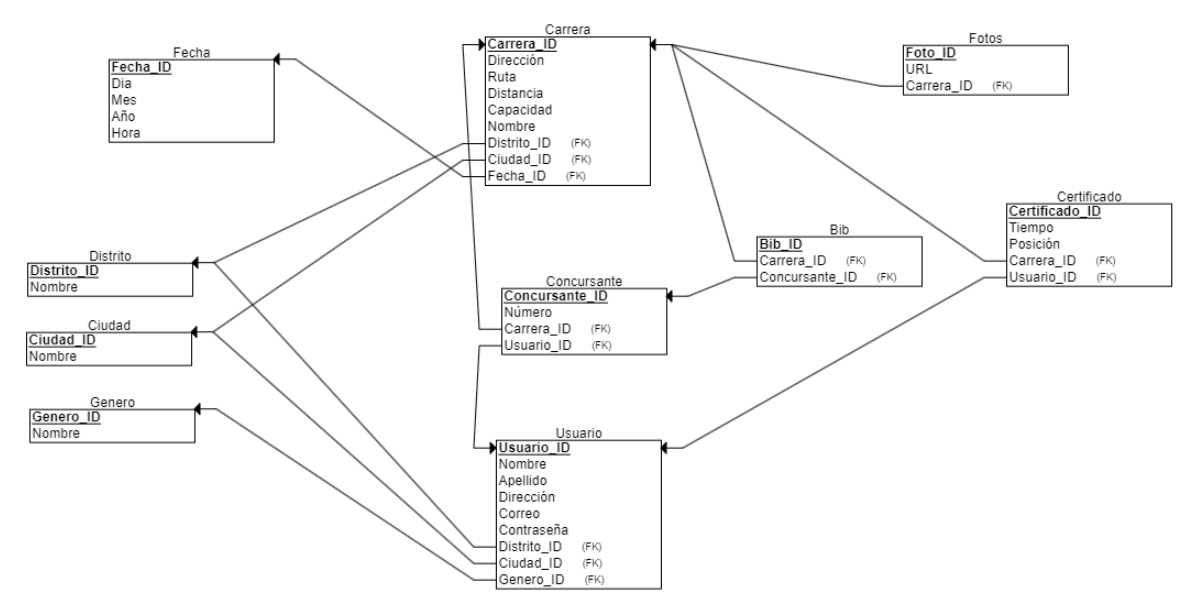 Fecha
Fecha_ID
Dia
Mes
Año
Hora
Carrera
Carrera_ID
Dirección
Ruta
Distancia
Capacidad
Nombre
Distrito_ID (FK)
Ciudad_ID (FK)
Fecha_ID (FK)
Fotos
Foto_ID
URL
Carrera_ID (FK)
Certificado
Certificado_ID
Tiempo
Posición
Carrera_ID (FK)
Usuario_ID (FK)
Bib
Bib_ID
Carrera_ID (FK)
Concursante_ID (FK)
Distrito
Distrito_ID
Nombre
Concursante
Concursante_ID
Número
Carrera_ID (FK)
Usuario_ID (FK)
Ciudad
Ciudad_ID
Nombre
Genero
Genero_ID
Nombre
Usuario
Usuario_ID
Nombre
Apellido
Dirección
Correo
Contraseña
Distrito_ID (FK)
Ciudad_ID (FK)
Genero_ID (FK)